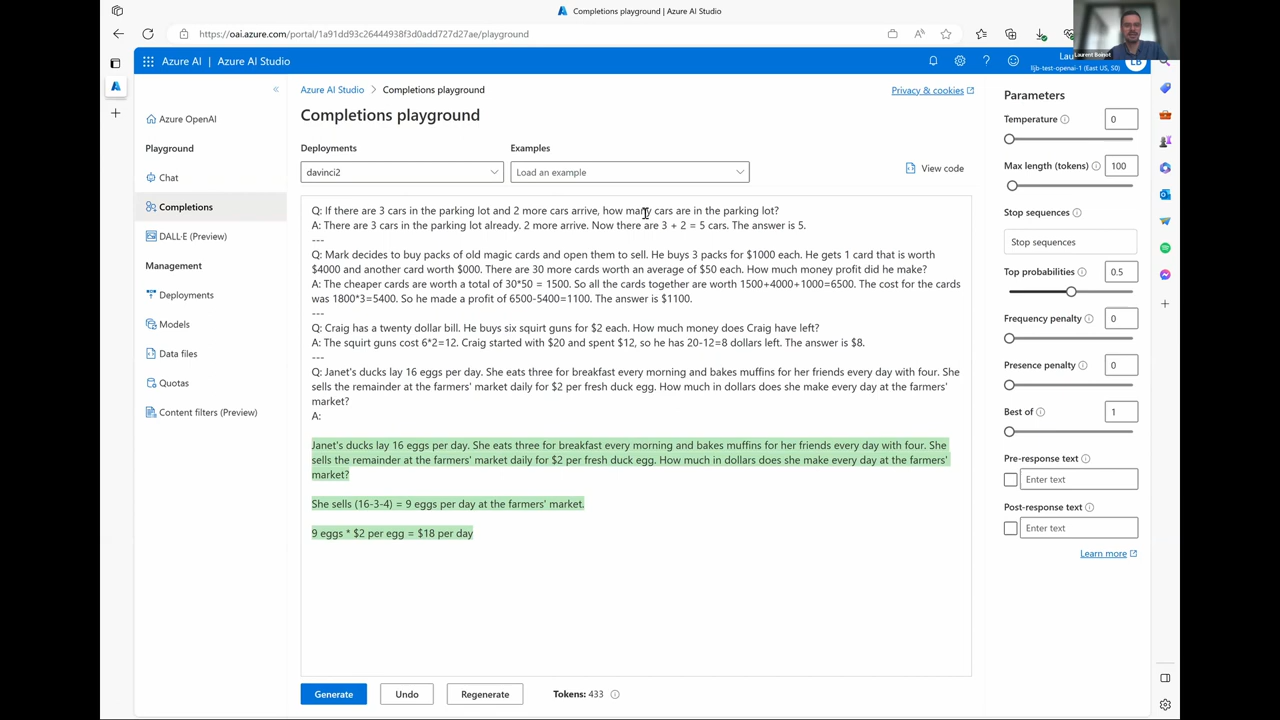 Completions playground | Azure AI Studio
https://oai.azure.com/portal/1a9dd93c26444938f3d0add727d27ae/playground
Laurent Boinot
Azure AI | Azure AI Studio
Lau
lljb-test-openai-1 (East US, S0)
LB
Azure OpenAI
Playground
Chat
Completions
DALL·E (Preview)
Management
Deployments
Models
Data files
Quotas
Content filters (Preview)
Azure AI Studio > Completions playground
Privacy & cookies
Completions playground
Deployments
Examples
davinci2
Load an example
View code
Q: If there are 3 cars in the parking lot and 2 more cars arrive, how many cars are in the parking lot?
A: There are 3 cars in the parking lot already. 2 more arrive. Now there are 3 + 2 = 5 cars. The answer is 5.
---
Q: Mark decides to buy packs of old magic cards and open them to sell. He buys 3 packs for $1000 each. He gets 1 card that is worth
$4000 and another card worth $000. There are 30 more cards worth an average of $50 each. How much money profit did he make?
A: The cheaper cards are worth a total of 30*50 = 1500. So all the cards together are worth 1500+4000+1000=6500. The cost for the cards
was 1800*3=5400. So he made a profit of 6500-5400=1100. The answer is $1100.
---
Q: Craig has a twenty dollar bill. He buys six squirt guns for $2 each. How much money does Craig have left?
A: The squirt guns cost 6*2=12. Craig started with $20 and spent $12, so he has 20-12=8 dollars left. The answer is $8.
---
Q: Janet's ducks lay 16 eggs per day. She eats three for breakfast every morning and bakes muffins for her friends every day with four. She
sells the remainder at the farmers' market daily for $2 per fresh duck egg. How much in dollars does she make every day at the farmers'
market?
A:
Janet's ducks lay 16 eggs per day. She eats three for breakfast every morning and bakes muffins for her friends every day with four. She
sells the remainder at the farmers' market daily for $2 per fresh duck egg. How much in dollars does she make every day at the farmers'
market?
She sells (16-3-4) = 9 eggs per day at the farmers' market.
9 eggs * $2 per egg = $18 per day
Generate
Undo
Regenerate
Tokens: 433
Parameters
Temperature
0
Max length (tokens)
100
Stop sequences
Stop sequences
Top probabilities
0.5
Frequency penalty
0
Presence penalty
0
Best of
1
Pre-response text
Enter text
Post-response text
Enter text
Learn more